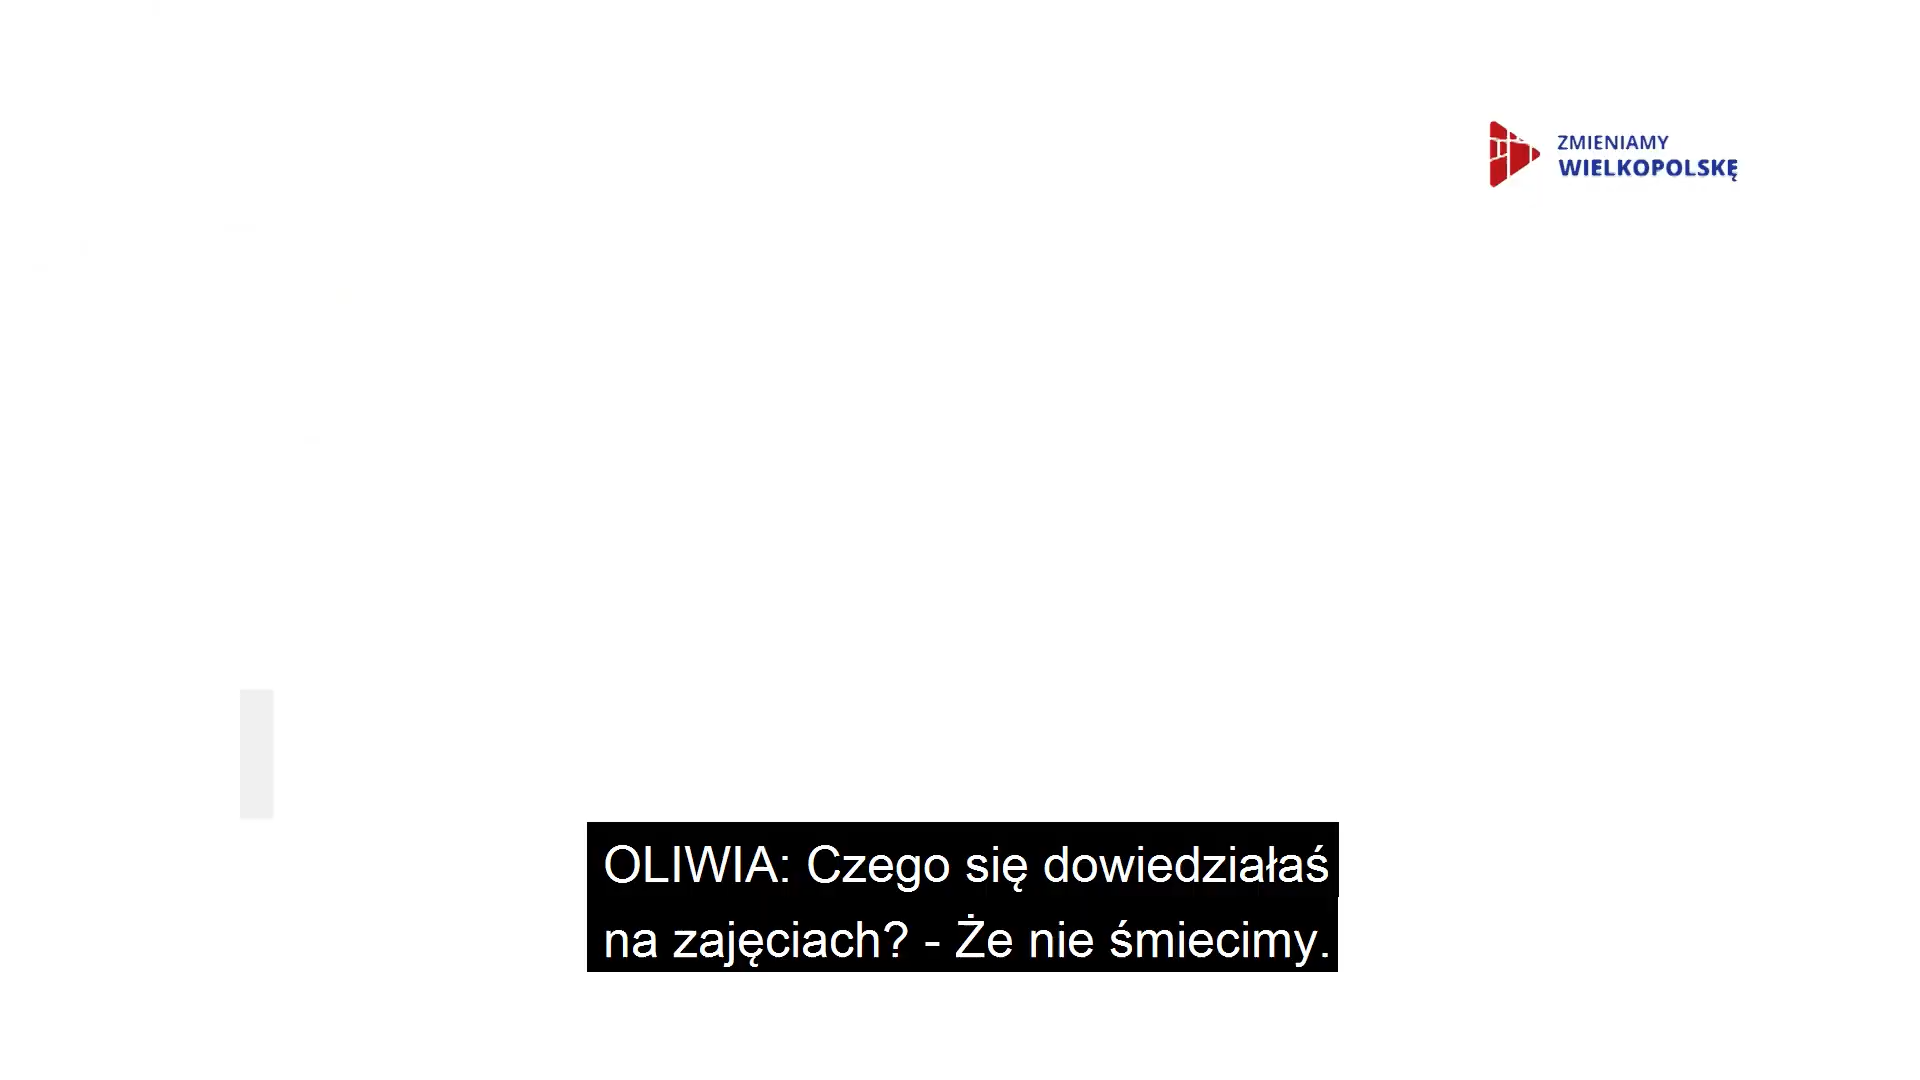 ZMIENIAMY
WIELKOPOLSKĘ
OLIWIA: Czego się dowiedziałaś
na zajęciach? - Że nie śmiecimy.